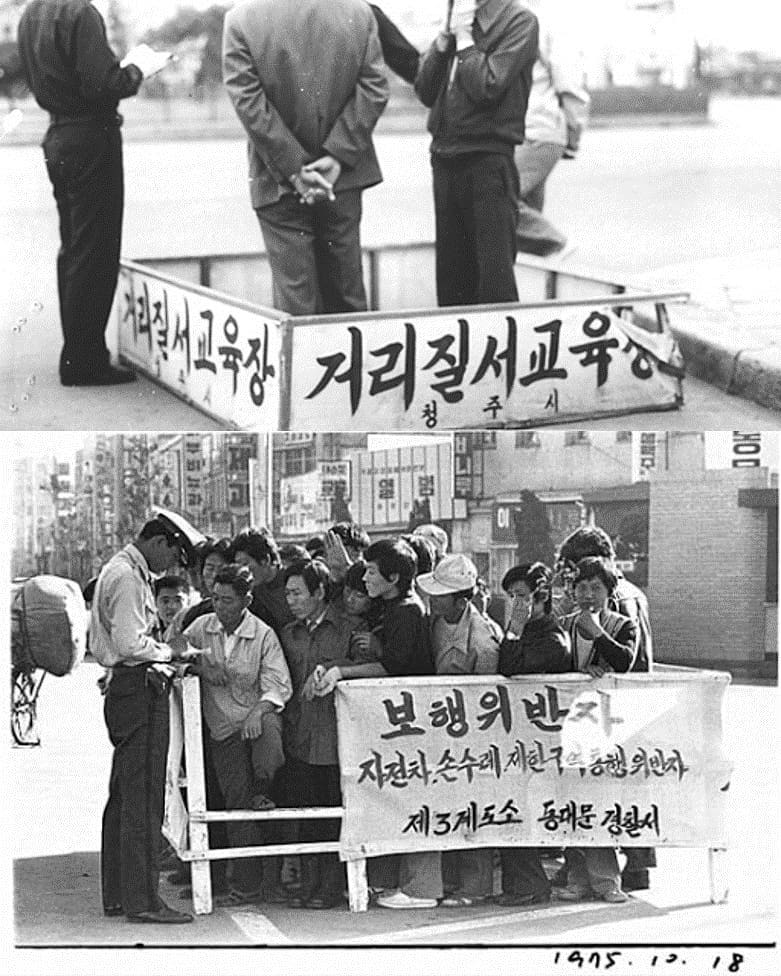 거리질서교육장
거리질서교육장
청 주 시
열 범
보행위반자
자전차, 손수레, 제한구역 통행위반자
제3계도소 동대문 경찰서
1975. 10. 18